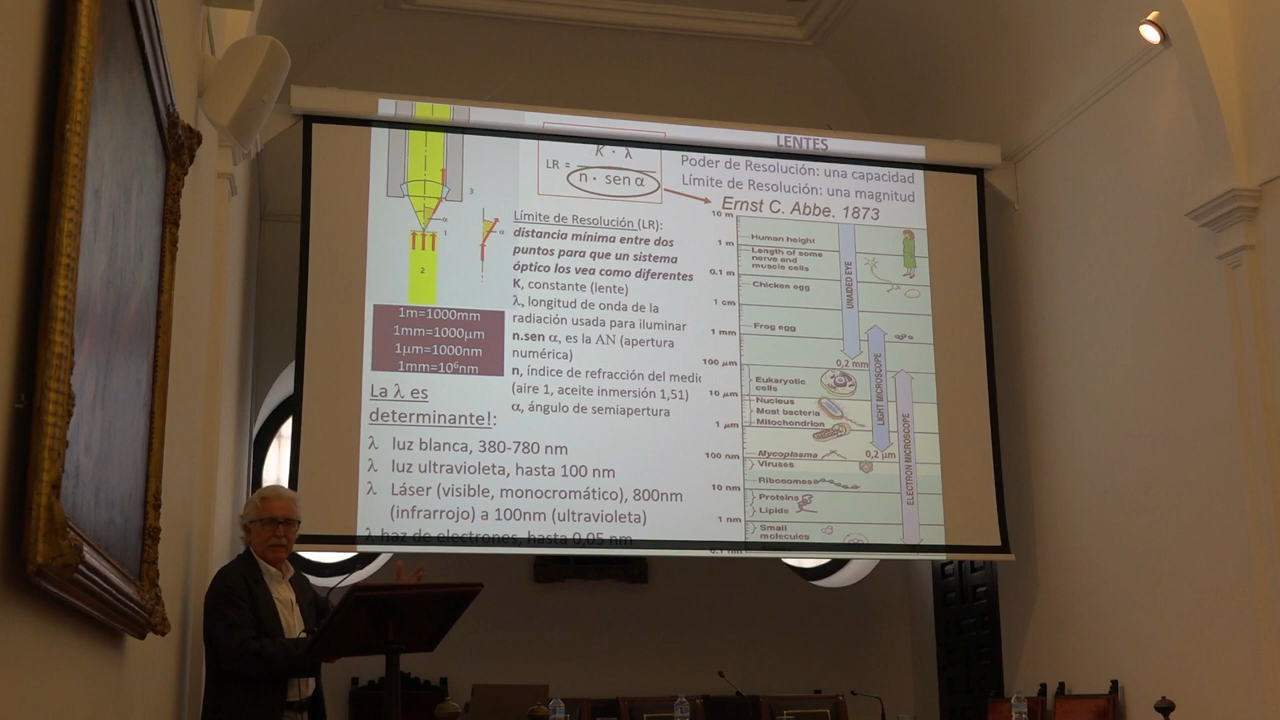 LENTES
K · λ
LR =
n · sen α
Poder de Resolución: una capacidad
Límite de Resolución: una magnitud
Ernst C. Abbe. 1873
3
α
1
α
2
Límite de Resolución (LR):
distancia mínima entre dos
puntos para que un sistema
óptico los vea como diferentes
K, constante (lente)
λ, longitud de onda de la
radiación usada para iluminar
n.sen α, es la AN (apertura
numérica)
n, índice de refracción del medio
(aire 1, aceite inmersión 1,51)
α, ángulo de semiapertura
1m=1000mm
1mm=1000μm
1μm=1000nm
1mm=10⁶nm
La λ es
determinante!:
λ luz blanca, 380-780 nm
λ luz ultravioleta, hasta 100 nm
λ Láser (visible, monocromático), 800nm
(infrarrojo) a 100nm (ultravioleta)
λ haz de electrones, hasta 0,05 nm
10 m
Human height
1 m
Length of some
nerve and
muscle cells
0.1 m
Chicken egg
1 cm
Frog egg
1 mm
UNAIDED EYE
0,2 mm
100 μm
Eukaryotic
cells
10 μm
Nucleus
Most bacteria
Mitochondrion
1 μm
LIGHT MICROSCOPE
0,2 μm
100 nm
Mycoplasma
Viruses
ELECTRON MICROSCOPE
Ribosomes
10 nm
Proteins
Lipids
1 nm
Small
molecules
0.1 nm